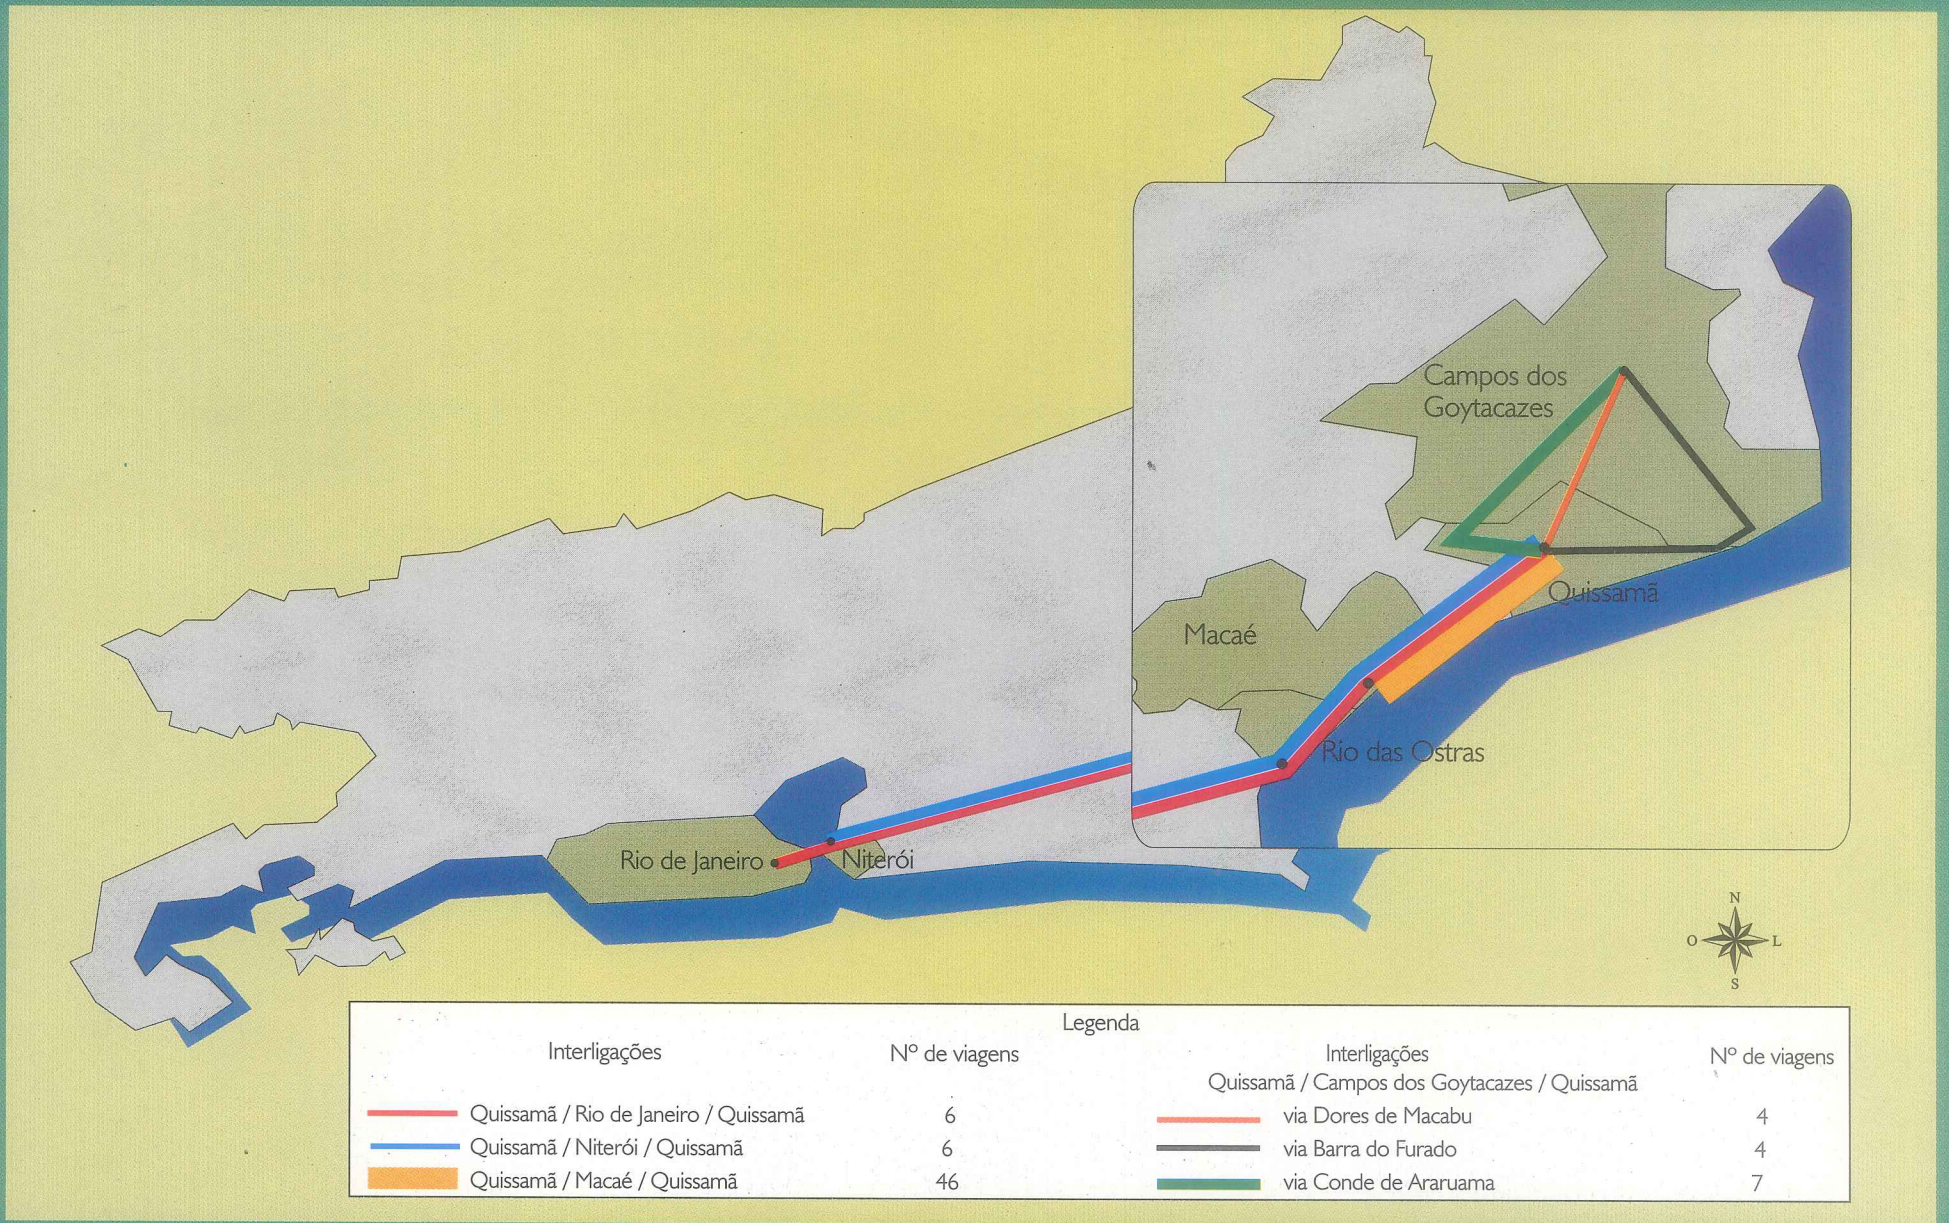 Campos dos
Goytacazes
Quissamã
Macaé
Rio das Ostras
Rio de Janeiro
Niterói
N
O
L
S
Legenda
Interligações
Nº de viagens
Quissamã / Rio de Janeiro / Quissamã 6
Quissamã / Niterói / Quissamã 6
Quissamã / Macaé / Quissamã 46
Interligações
Nº de viagens
Quissamã / Campos dos Goytacazes / Quissamã
via Dores de Macabu 4
via Barra do Furado 4
via Conde de Araruama 7